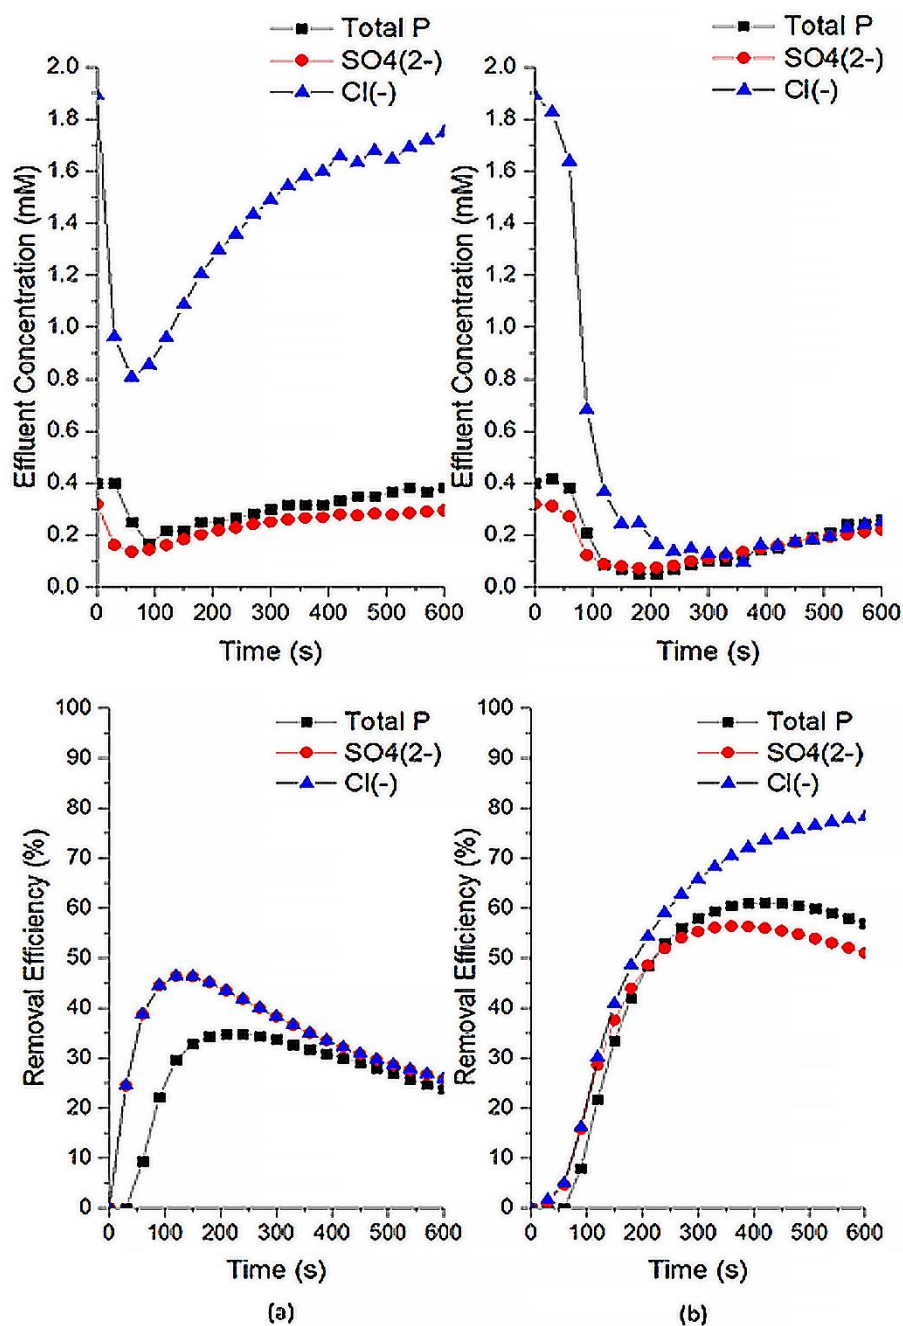 Total P
SO4(2-)
Cl(-)
2.0
1.8
1.6
1.4
1.2
1.0
0.8
0.6
0.4
0.2
0.0
Effluent Concentration (mM)
0 100 200 300 400 500 600
Time (s)
Total P
SO4(2-)
Cl(-)
2.0
1.8
1.6
1.4
1.2
1.0
0.8
0.6
0.4
0.2
0.0
Effluent Concentration (mM)
0 100 200 300 400 500 600
Time (s)
Total P
SO4(2-)
Cl(-)
100
90
80
70
60
50
40
30
20
10
0
Removal Efficiency (%)
0 100 200 300 400 500 600
Time (s)
(a)
Total P
SO4(2-)
Cl(-)
100
90
80
70
60
50
40
30
20
10
0
Removal Efficiency (%)
0 100 200 300 400 500 600
Time (s)
(b)